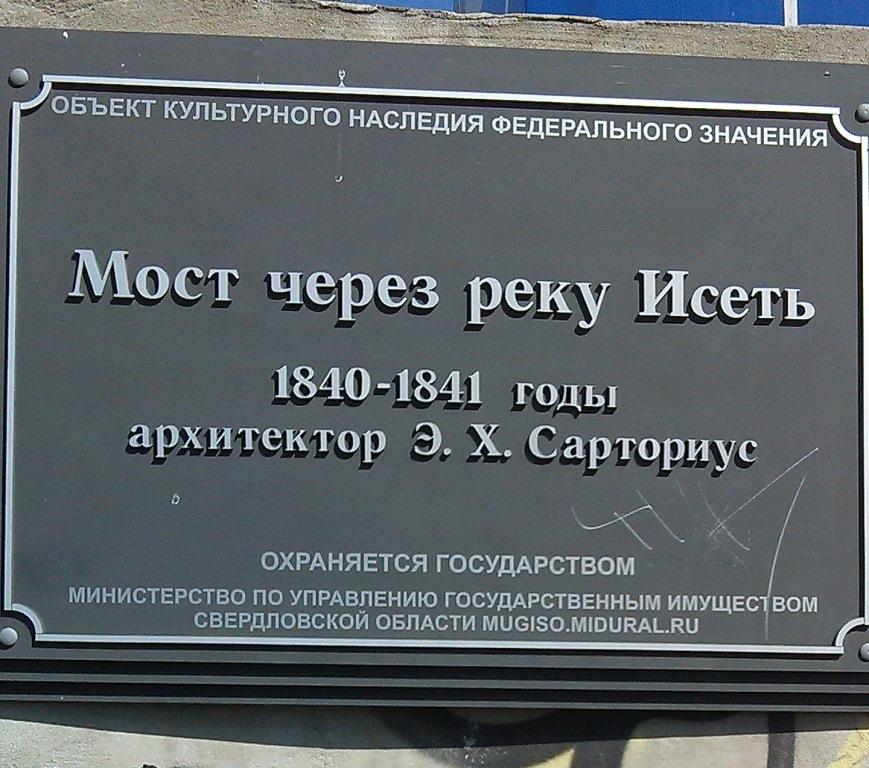 ОБЪЕКТ КУЛЬТУРНОГО НАСЛЕДИЯ ФЕДЕРАЛЬНОГО ЗНАЧЕНИЯ
Мост через реку Исеть
1840-1841 годы
архитектор Э. Х. Сарториус
ОХРАНЯЕТСЯ ГОСУДАРСТВОМ
МИНИСТЕРСТВО ПО УПРАВЛЕНИЮ ГОСУДАРСТВЕННЫМ ИМУЩЕСТВОМ
СВЕРДЛОВСКОЙ ОБЛАСТИ MUGISO.MIDURAL.RU